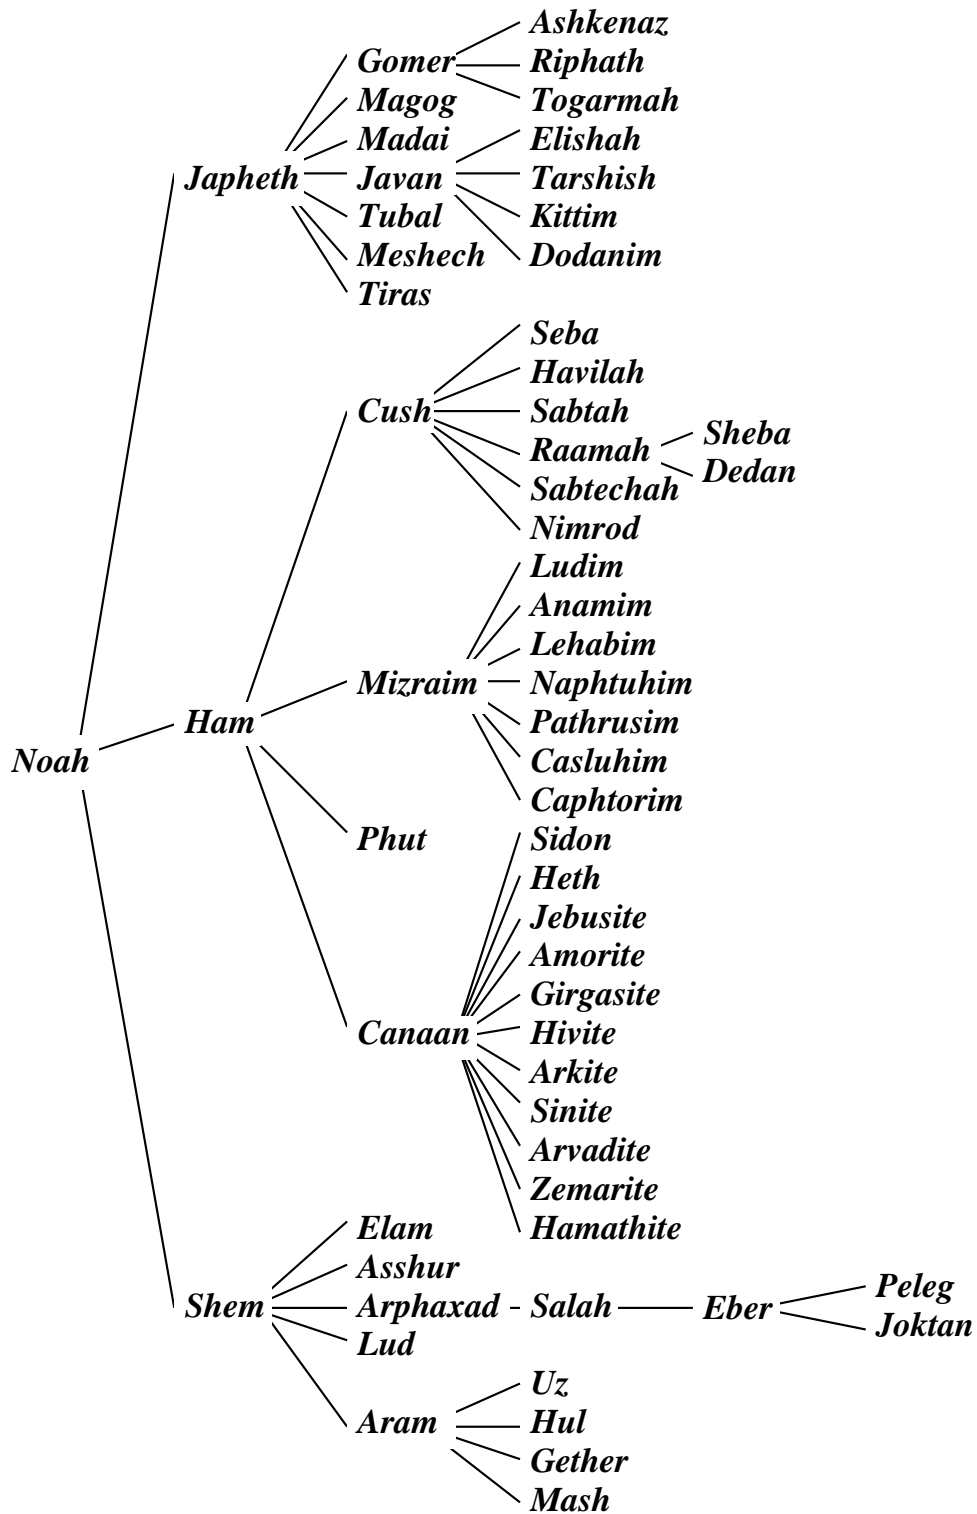 Ashkenaz
Gomer Riphath
Magog Togarmah
Madai Elishah
Japheth Javan Tarshish
Tubal Kittim
Meshech Dodanim
Tiras
Seba
Havilah
Cush Sabtah
Sheba
Raamah
Dedan
Sabtechah
Nimrod
Ludim
Anamim
Lehabim
Mizraim Naphtuhim
Ham Pathrusim
Noah Casluhim
Caphtorim
Phut Sidon
Heth
Jebusite
Amorite
Girgasite
Canaan Hivite
Arkite
Sinite
Arvadite
Zemarite
Elam Hamathite
Asshur
Peleg
Shem Arphaxad Salah Eber
Joktan
Lud
Uz
Aram Hul
Gether
Mash